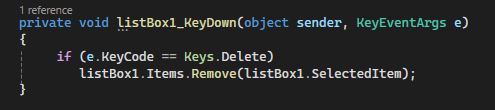 1 reference
private void listBox1_KeyDown(object sender, KeyEventArgs e)
{
if (e.KeyCode == Keys.Delete)
listBox1.Items.Remove(listBox1.SelectedItem);
}